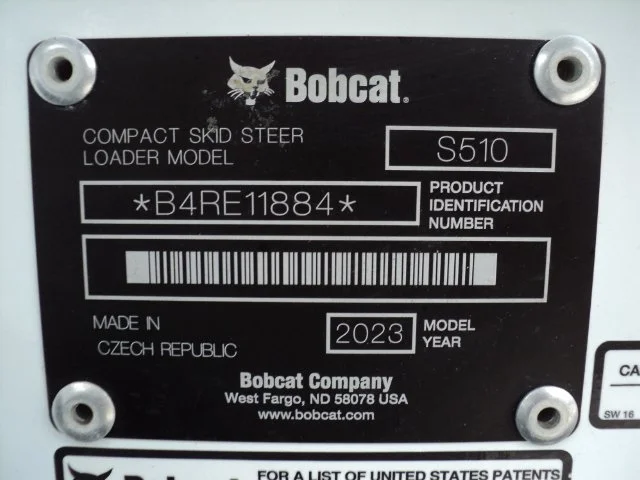 Bobcat.
COMPACT SKID STEER
LOADER MODEL
S510
*B4RE11884*
PRODUCT
IDENTIFICATION
NUMBER
MADE IN
CZECH REPUBLIC
2023
MODEL
YEAR
Bobcat Company
West Fargo, ND 58078 USA
www.bobcat.com
CA
SW 16
Bobcat
FOR A LIST OF UNITED STATES PATENTS